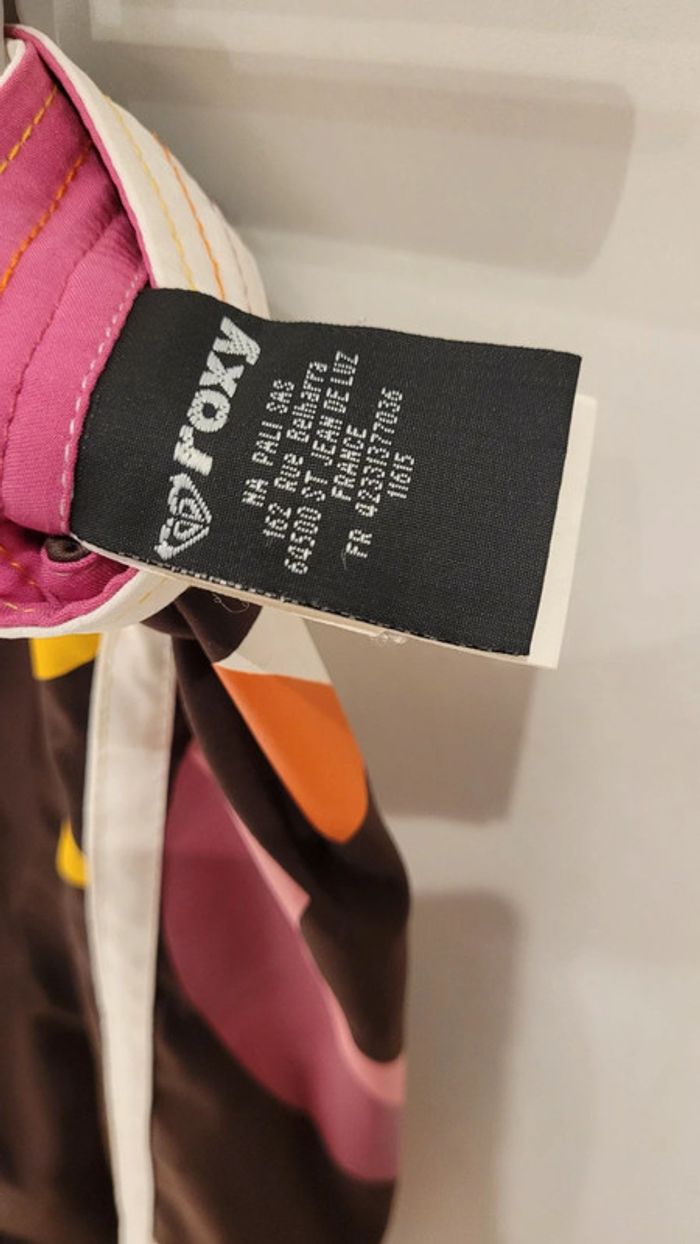 roxy
NA PALI SAS
162 Rue Belharra
64500 ST JEAN DE LUZ
FRANCE
FR 42331377036
11615